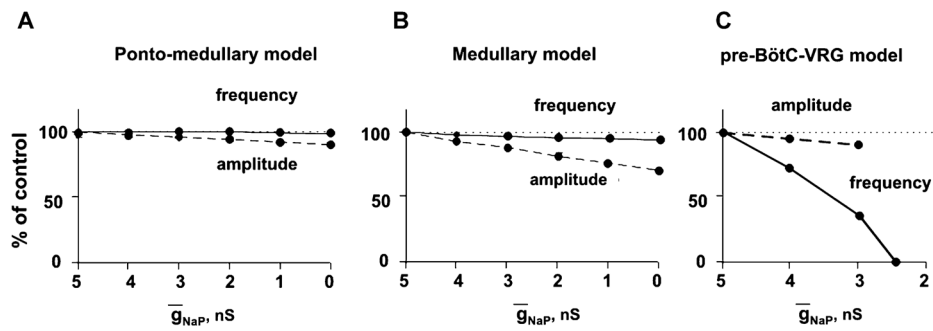 A
Ponto-medullary model
frequency
amplitude
% of control
100
50
0
5 4 3 2 1 0
g̅NaP, nS
B
Medullary model
frequency
amplitude
100
50
0
5 4 3 2 1 0
g̅NaP, nS
C
pre-BötC-VRG model
amplitude
frequency
100
50
0
5 4 3 2
g̅NaP, nS